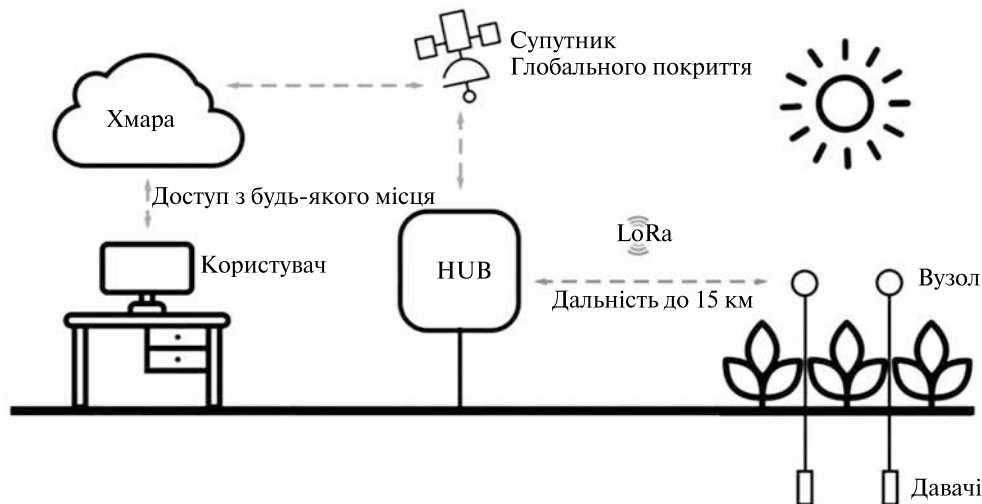 Супутник
Глобального покриття
Хмара
Доступ з будь-якого місця
LoRa
Користувач
HUB
Вузол
Дальність до 15 км
Давачі